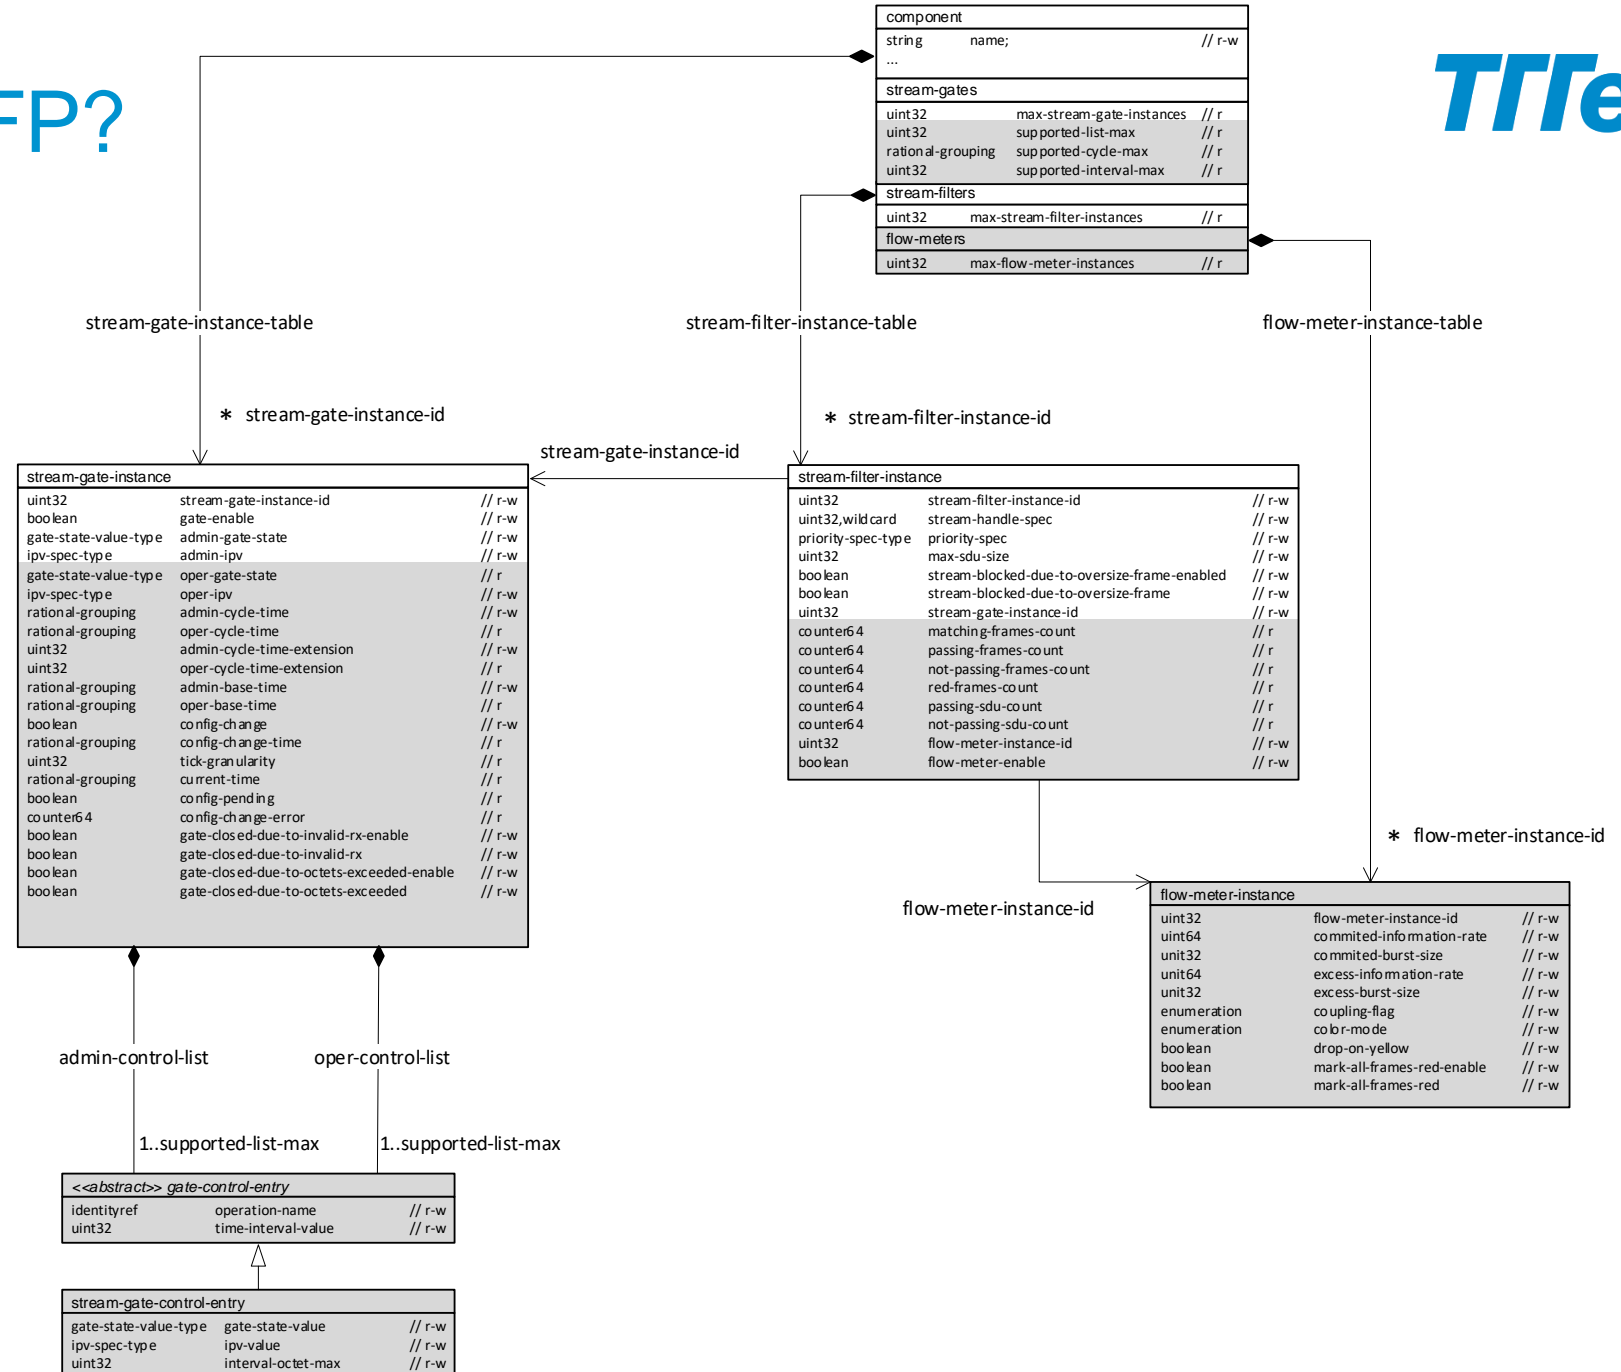 FP?
TTTe
component
string name; // r-w
...
stream-gates
uint32 max-stream-gate-instances // r
uint32 supported-list-max // r
rational-grouping supported-cycle-max // r
uint32 supported-interval-max // r
stream-filters
uint32 max-stream-filter-instances // r
flow-meters
uint32 max-flow-meter-instances // r
stream-gate-instance-table
stream-filter-instance-table
flow-meter-instance-table
* stream-gate-instance-id
* stream-filter-instance-id
stream-gate-instance-id
stream-gate-instance
uint32 stream-gate-instance-id // r-w
boolean gate-enable // r-w
gate-state-value-type admin-gate-state // r-w
ipv-spec-type admin-ipv // r-w
gate-state-value-type oper-gate-state // r
ipv-spec-type oper-ipv // r-w
rational-grouping admin-cycle-time // r-w
rational-grouping oper-cycle-time // r
uint32 admin-cycle-time-extension // r-w
uint32 oper-cycle-time-extension // r
rational-grouping admin-base-time // r-w
rational-grouping oper-base-time // r
boolean config-change // r-w
rational-grouping config-change-time // r
uint32 tick-granularity // r
rational-grouping current-time // r
boolean config-pending // r
counter64 config-change-error // r
boolean gate-closed-due-to-invalid-rx-enable // r-w
boolean gate-closed-due-to-invalid-rx // r-w
boolean gate-closed-due-to-octets-exceeded-enable // r-w
boolean gate-closed-due-to-octets-exceeded // r-w
stream-filter-instance
uint32 stream-filter-instance-id // r-w
uint32,wildcard stream-handle-spec // r-w
priority-spec-type priority-spec // r-w
uint32 max-sdu-size // r-w
boolean stream-blocked-due-to-oversize-frame-enabled // r-w
boolean stream-blocked-due-to-oversize-frame // r-w
uint32 stream-gate-instance-id // r-w
counter64 matching-frames-count // r
counter64 passing-frames-count // r
counter64 not-passing-frames-count // r
counter64 red-frames-count // r
counter64 passing-sdu-count // r
counter64 not-passing-sdu-count // r
uint32 flow-meter-instance-id // r-w
boolean flow-meter-enable // r-w
* flow-meter-instance-id
flow-meter-instance-id
flow-meter-instance
uint32 flow-meter-instance-id // r-w
uint64 commited-information-rate // r-w
unit32 commited-burst-size // r-w
unit64 excess-information-rate // r-w
unit32 excess-burst-size // r-w
enumeration coupling-flag // r-w
enumeration color-mode // r-w
boolean drop-on-yellow // r-w
boolean mark-all-frames-red-enable // r-w
boolean mark-all-frames-red // r-w
admin-control-list
oper-control-list
1..supported-list-max
1..supported-list-max
<<abstract>> gate-control-entry
identityref operation-name // r-w
uint32 time-interval-value // r-w
stream-gate-control-entry
gate-state-value-type gate-state-value // r-w
ipv-spec-type ipv-value // r-w
uint32 interval-octet-max // r-w